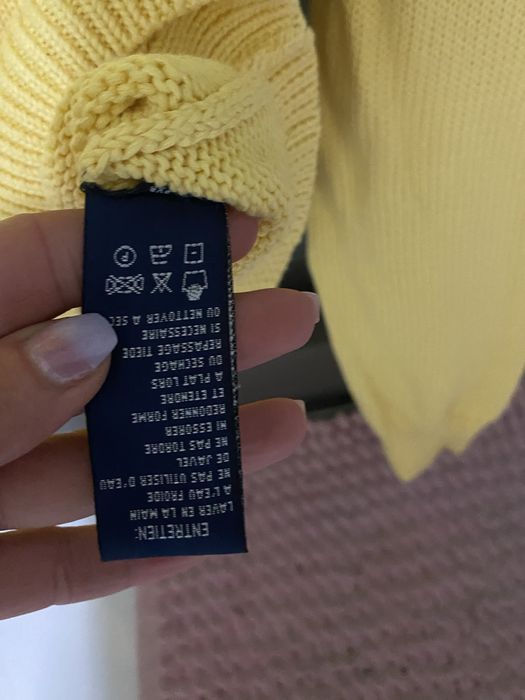 ENTRETIEN:
LAVER EN LA MAIN
A L'EAU FROIDE
NE PAS UTILISER D'EAU
DE JAVEL
NE PAS TORDRE
NI ESSORER
REDONNER FORME
ET ETENDRE
A PLAT LORS
DU SECHAGE
REPASSAGE TIEDE
SI NECESSAIRE
OU NETTOYER A SEC
P